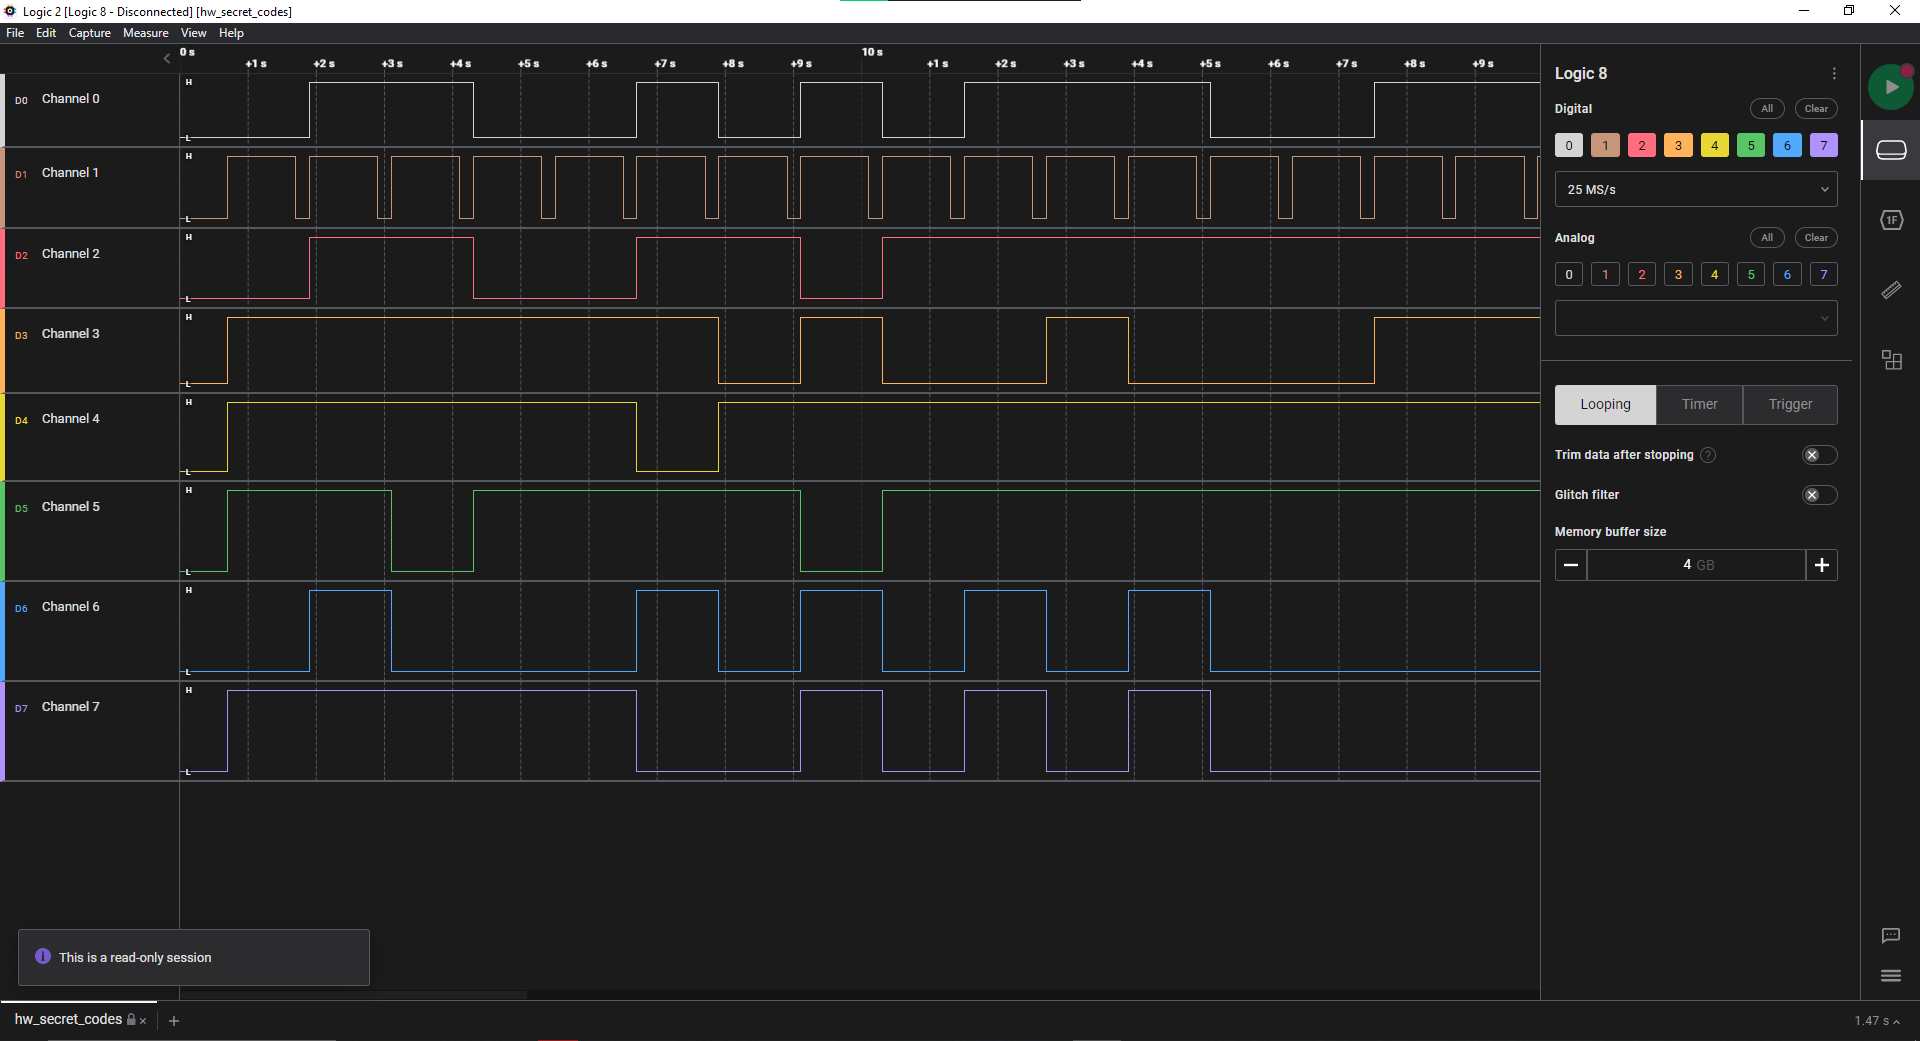 Logic 2 [Logic 8 - Disconnected] [hw_secret_codes]
File Edit Capture Measure View Help
0 s 10 s
+1 s +2 s +3 s +4 s +5 s +6 s +7 s +8 s +9 s +1 s +2 s +3 s +4 s +5 s +6 s +7 s +8 s +9 s
H
D0 Channel 0
L
H
D1 Channel 1
L
H
D2 Channel 2
L
H
D3 Channel 3
L
H
D4 Channel 4
L
H
D5 Channel 5
L
H
D6 Channel 6
L
H
D7 Channel 7
L
Logic 8
Digital All Clear
0 1 2 3 4 5 6 7
25 MS/s
Analog All Clear
0 1 2 3 4 5 6 7
Looping Timer Trigger
Trim data after stopping ?
Glitch filter
Memory buffer size
4 GB
1F
This is a read-only session
hw_secret_codes
1.47 s